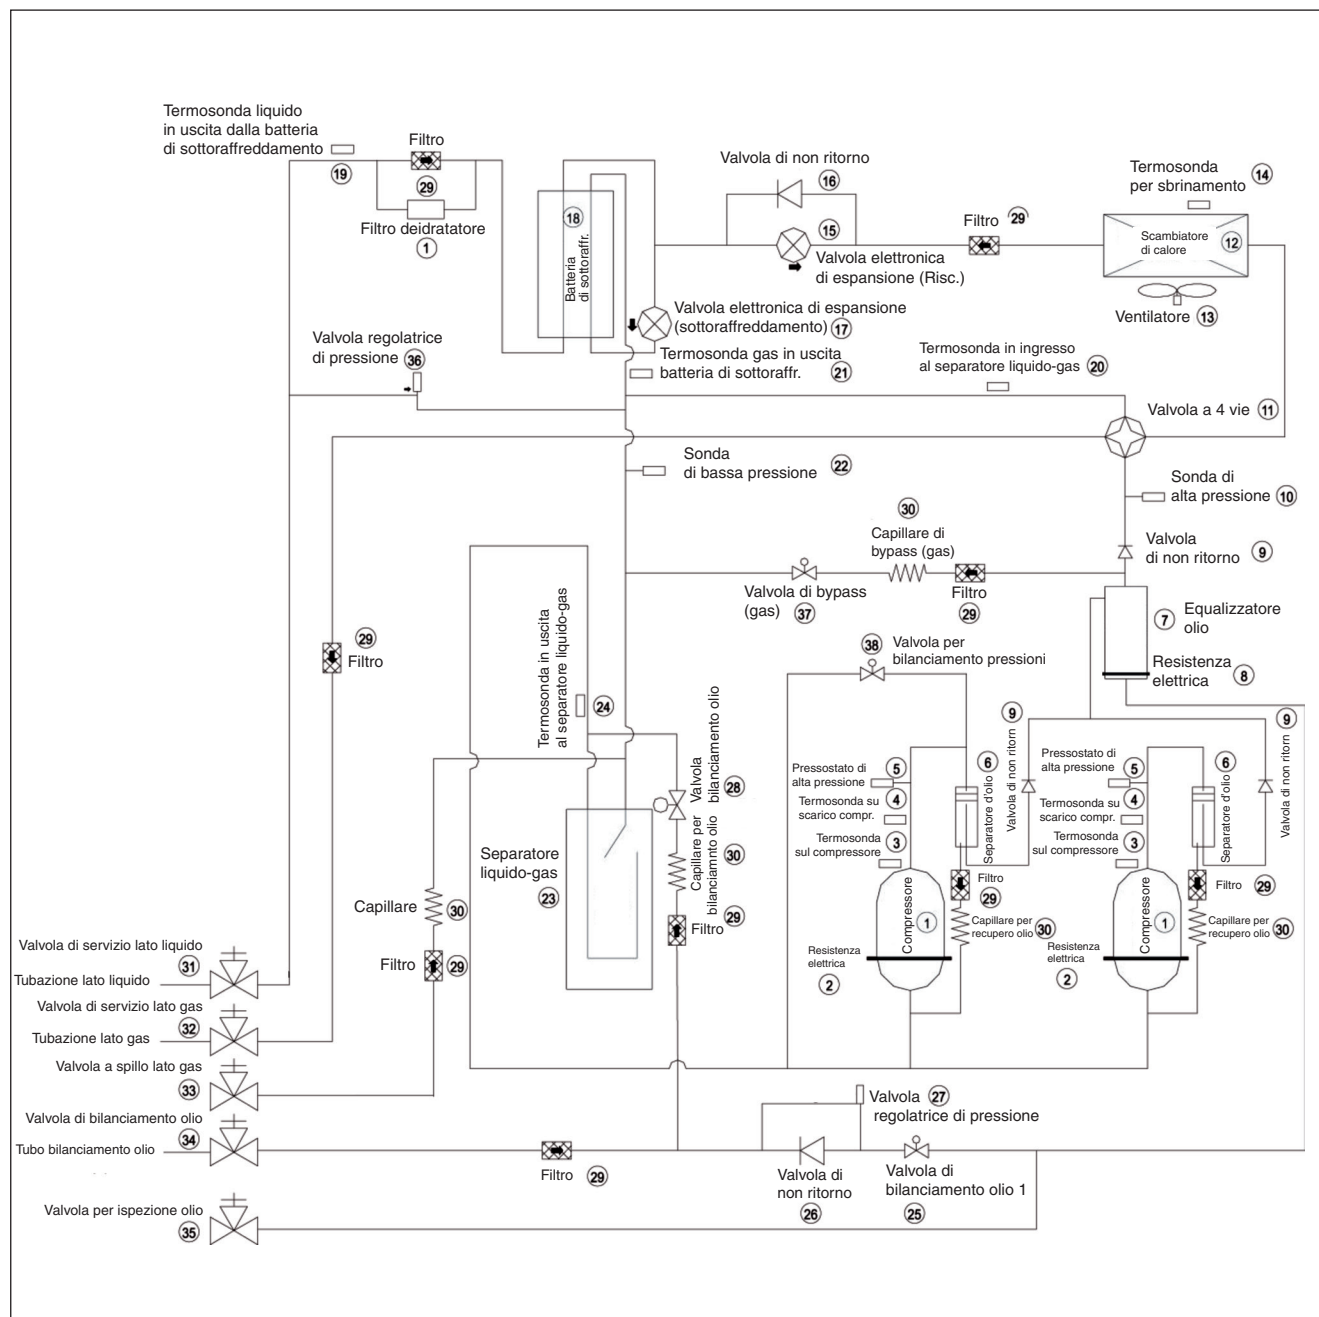 Termosonda liquido
in uscita dalla batteria
di sottoraffreddamento
19
Filtro
29
Filtro deidratatore
1
18
Batteria
di sottoraffr.
Valvola di non ritorno
16
15
Valvola elettronica
di espansione (Risc.)
Filtro 29
Termosonda
per sbrinamento
14
Scambiatore
di calore
12
Ventilatore 13
Valvola elettronica di espansione
(sottoraffreddamento) 17
Termosonda gas in uscita
batteria di sottoraffr. 21
Valvola regolatrice
di pressione 36
Termosonda in ingresso
al separatore liquido-gas 20
Valvola a 4 vie 11
Sonda
di bassa pressione 22
Sonda di
alta pressione 10
30
Capillare di
bypass (gas)
Valvola
di non ritorno 9
Valvola di bypass
(gas) 37
Filtro
29
7 Equalizzatore
olio
Resistenza
elettrica 8
29
Filtro
Termosonda in uscita
al separatore liquido-gas
24
38 Valvola per
bilanciamento pressioni
Valvola
bilanciamento olio
28
Capillare per
bilanciamnto olio
30
29
Filtro
Separatore
liquido-gas
23
Capillare 30
Filtro 29
Pressostato di
alta pressione
5
4
Termosonda su
scarico compr.
Termosonda
sul compressore
3
6
Separatore d'olio
9
Valvola di non ritorn
Filtro
29
Compressore
1
Capillare per
recupero olio 30
Resistenza
elettrica
2
Pressostato di
alta pressione
5
4
Termosonda su
scarico compr.
Termosonda
sul compressore
3
6
Separatore d'olio
9
Valvola di non ritorn
Filtro 29
Compressore
1
Capillare per
recupero olio 30
Resistenza
elettrica
2
Valvola di servizio lato liquido
31
Tubazione lato liquido
Valvola di servizio lato gas
32
Tubazione lato gas
Valvola a spillo lato gas
33
Valvola di bilanciamento olio
34
Tubo bilanciamento olio
Valvola per ispezione olio
35
Filtro 29
Valvola 27
regolatrice di pressione
Valvola di
non ritorno
26
Valvola di
bilanciamento olio 1
25